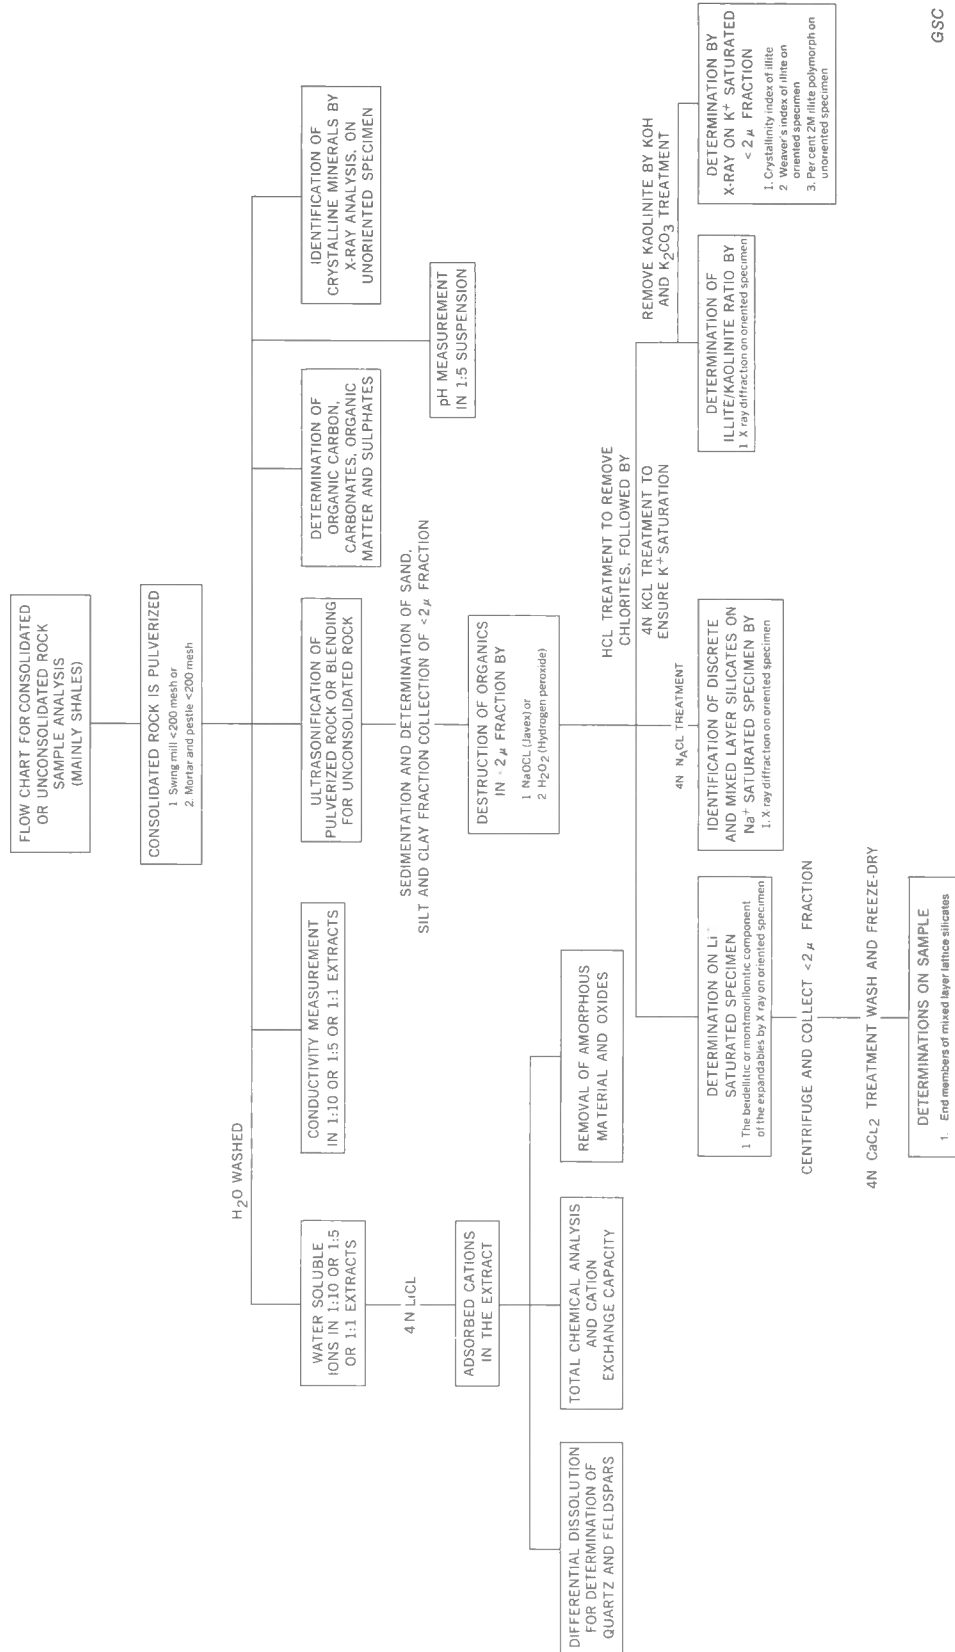 FLOW CHART FOR CONSOLIDATED
OR UNCONSOLIDATED ROCK
SAMPLE ANALYSIS
(MAINLY SHALES)
CONSOLIDATED ROCK IS PULVERIZED
1 Swing mill <200 mesh or
2. Mortar and pestle <200 mesh
H₂O WASHED
WATER SOLUBLE
IONS IN 1:10 OR 1:5
OR 1:1 EXTRACTS
CONDUCTIVITY MEASUREMENT
IN 1:10 OR 1:5 OR 1:1 EXTRACTS
ULTRASONIFICATION OF
PULVERIZED ROCK OR BLENDING
FOR UNCONSOLIDATED ROCK
DETERMINATION OF
ORGANIC CARBON,
CARBONATES, ORGANIC
MATTER AND SULPHATES
IDENTIFICATION OF
CRYSTALLINE MINERALS BY
X-RAY ANALYSIS, ON
UNORIENTED SPECIMEN
4 N LiCL
SEDIMENTATION AND DETERMINATION OF SAND,
SILT AND CLAY FRACTION COLLECTION OF <2μ FRACTION
pH MEASUREMENT
IN 1:5 SUSPENSION
ADSORBED CATIONS
IN THE EXTRACT
DESTRUCTION OF ORGANICS
IN - 2 μ FRACTION BY
1 NaOCL (Javex) or
2 H₂O₂ (Hydrogen peroxide)
DIFFERENTIAL DISSOLUTION
FOR DETERMINATION OF
QUARTZ AND FELDSPARS
TOTAL CHEMICAL ANALYSIS
AND CATION
EXCHANGE CAPACITY
REMOVAL OF AMORPHOUS
MATERIAL AND OXIDES
HCL TREATMENT TO REMOVE
CHLORITES, FOLLOWED BY
4N KCL TREATMENT TO
ENSURE K⁺ SATURATION
4N NACL TREATMENT
REMOVE KAOLINITE BY KOH
AND K₂CO₃ TREATMENT
DETERMINATION ON Li⁻
SATURATED SPECIMEN
1 The beidellitic or montmorillonitic component
of the expandables by X ray on oriented specimen
IDENTIFICATION OF DISCRETE
AND MIXED LAYER SILICATES ON
Na⁺ SATURATED SPECIMEN BY
1. X ray diffraction on oriented specimen
DETERMINATION OF
ILLITE/KAOLINITE RATIO BY
1 X ray diffraction on oriented specimen
DETERMINATION BY
X-RAY ON K⁺ SATURATED
<2μ FRACTION
1. Crystallinity index of illite
2 Weaver's index of illite on
oriented specimen
3. Per cent 2M illite polymorph on
unoriented specimen
CENTRIFUGE AND COLLECT <2 μ FRACTION
4N CaCL₂ TREATMENT WASH AND FREEZE-DRY
DETERMINATIONS ON SAMPLE
1. End members of mixed layer lattice silicates
GSC